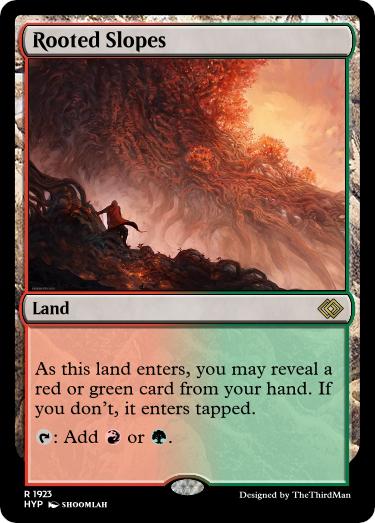 Rooted Slopes
Land
As this land enters, you may reveal a
red or green card from your hand. If
you don't, it enters tapped.
: Add or .
R 1923
HYP SHOOMLAH
Designed by TheThirdMan